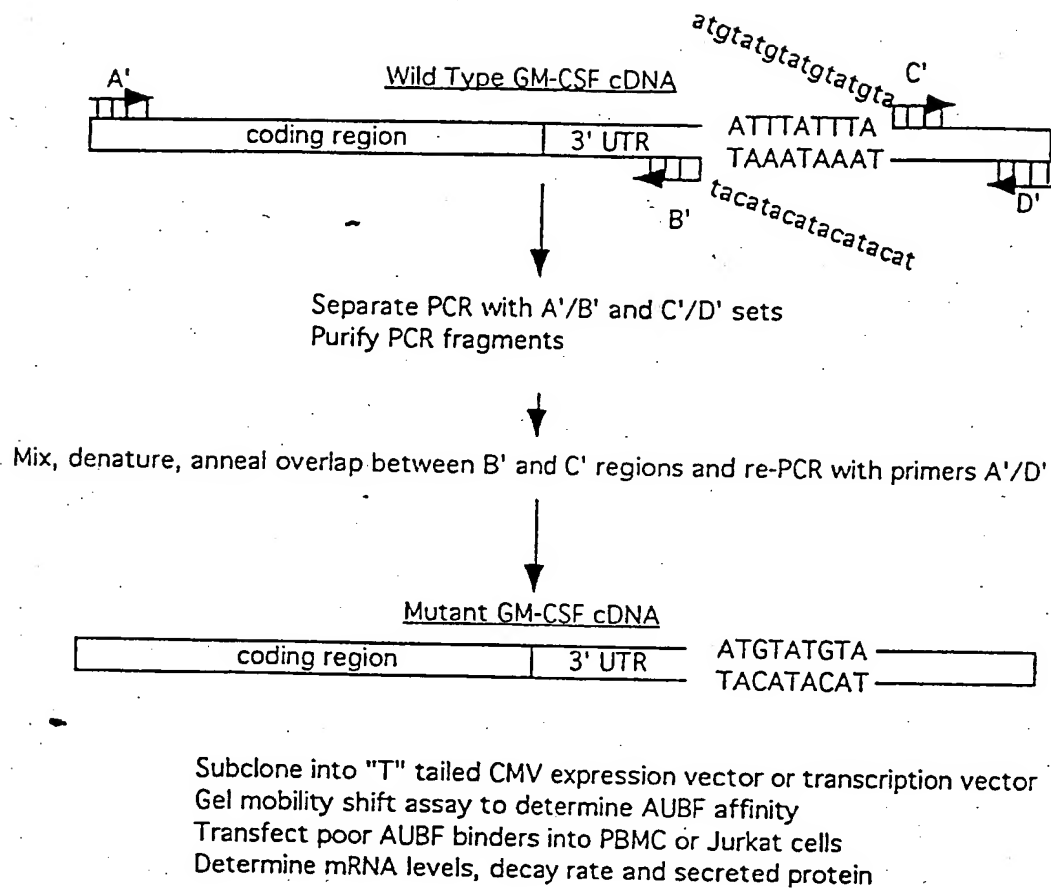 atgtatgtatgtatgta
A'
Wild Type GM-CSF cDNA
C'
coding region
3' UTR
ATTTATTTA
TAAATAAAT
B'
tacatacatacatacat
D'
Separate PCR with A'/B' and C'/D' sets
Purify PCR fragments
Mix, denature, anneal overlap between B' and C' regions and re-PCR with primers A'/D'
Mutant GM-CSF cDNA
coding region
3' UTR
ATGTATGTA
TACATACAT
Subclone into "T" tailed CMV expression vector or transcription vector
Gel mobility shift assay to determine AUBF affinity
Transfect poor AUBF binders into PBMC or Jurkat cells
Determine mRNA levels, decay rate and secreted protein